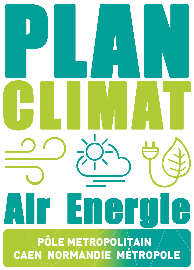 PLAN
CLIMAT
Air Energie
PÔLE METROPOLITAIN
CAEN NORMANDIE MÉTROPOLE